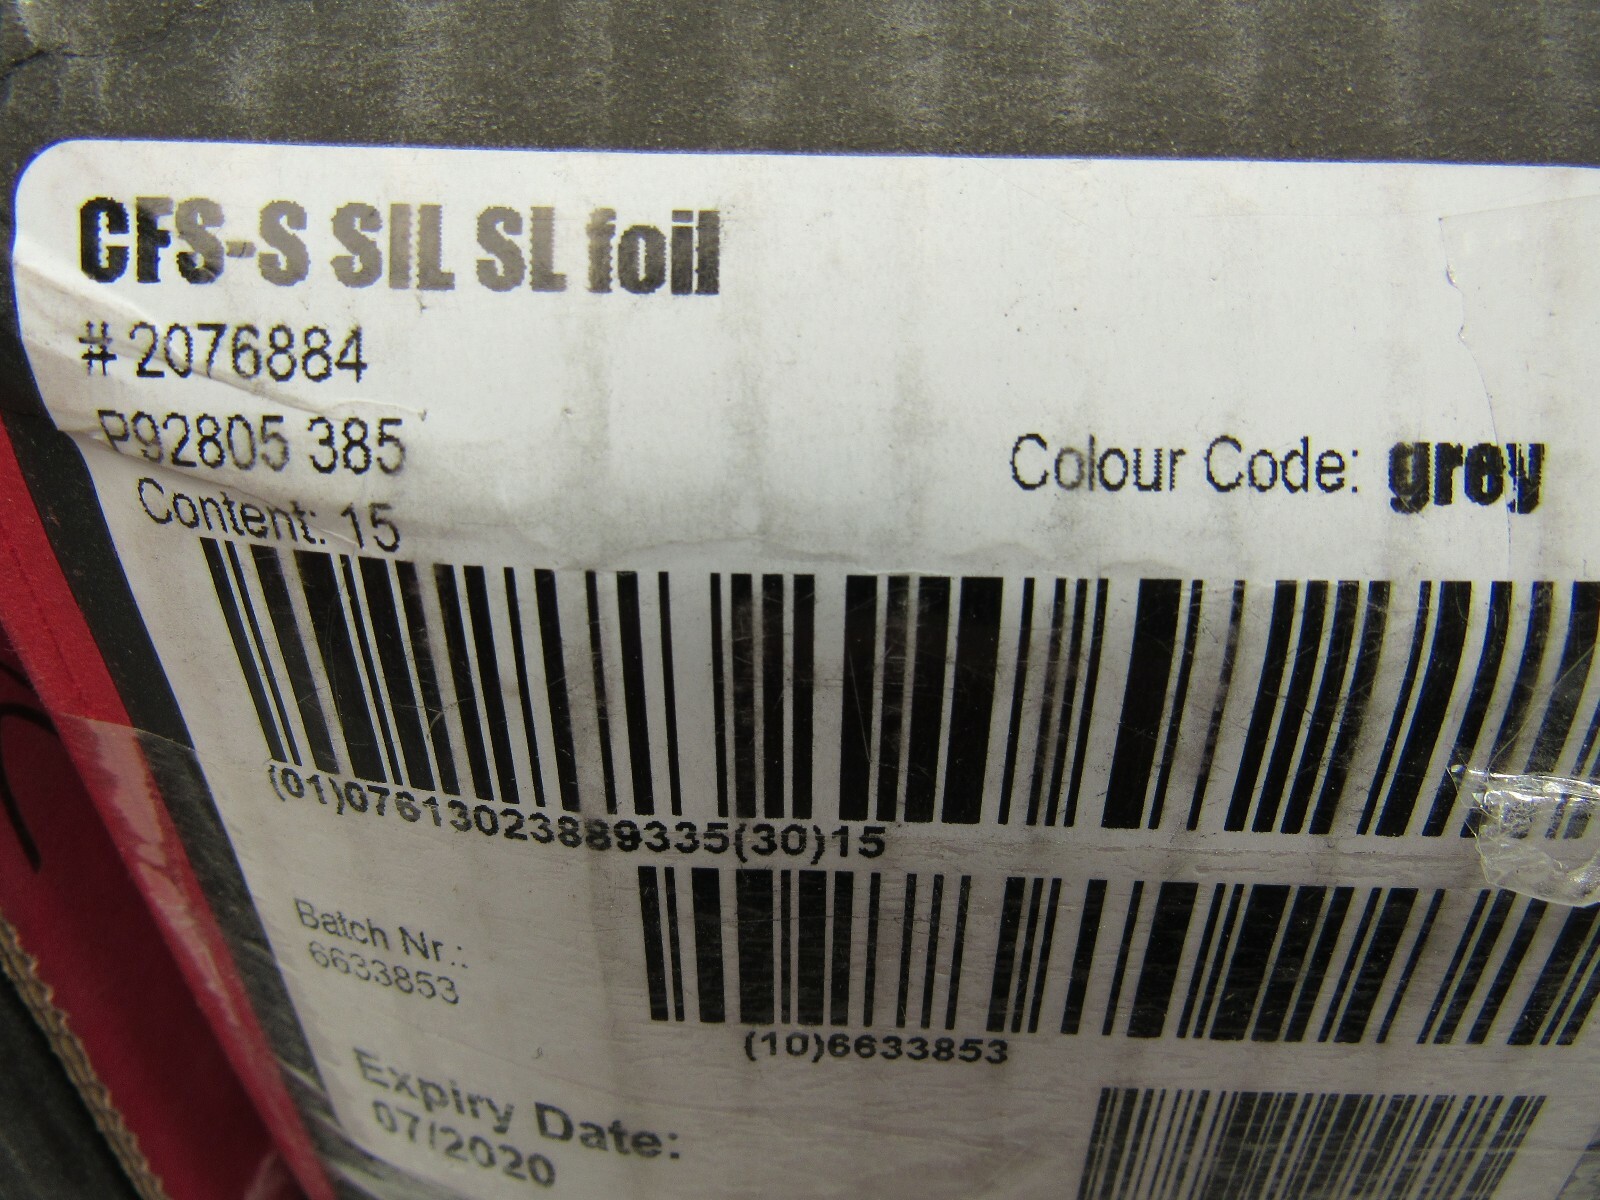 CFS-S SIL SL foil
# 2076884
P92805 385
Colour Code: grey
Content: 15
(01)07613023889335(30)15
Batch Nr.:
6633853
(10)6633853
Expiry Date:
07/2020